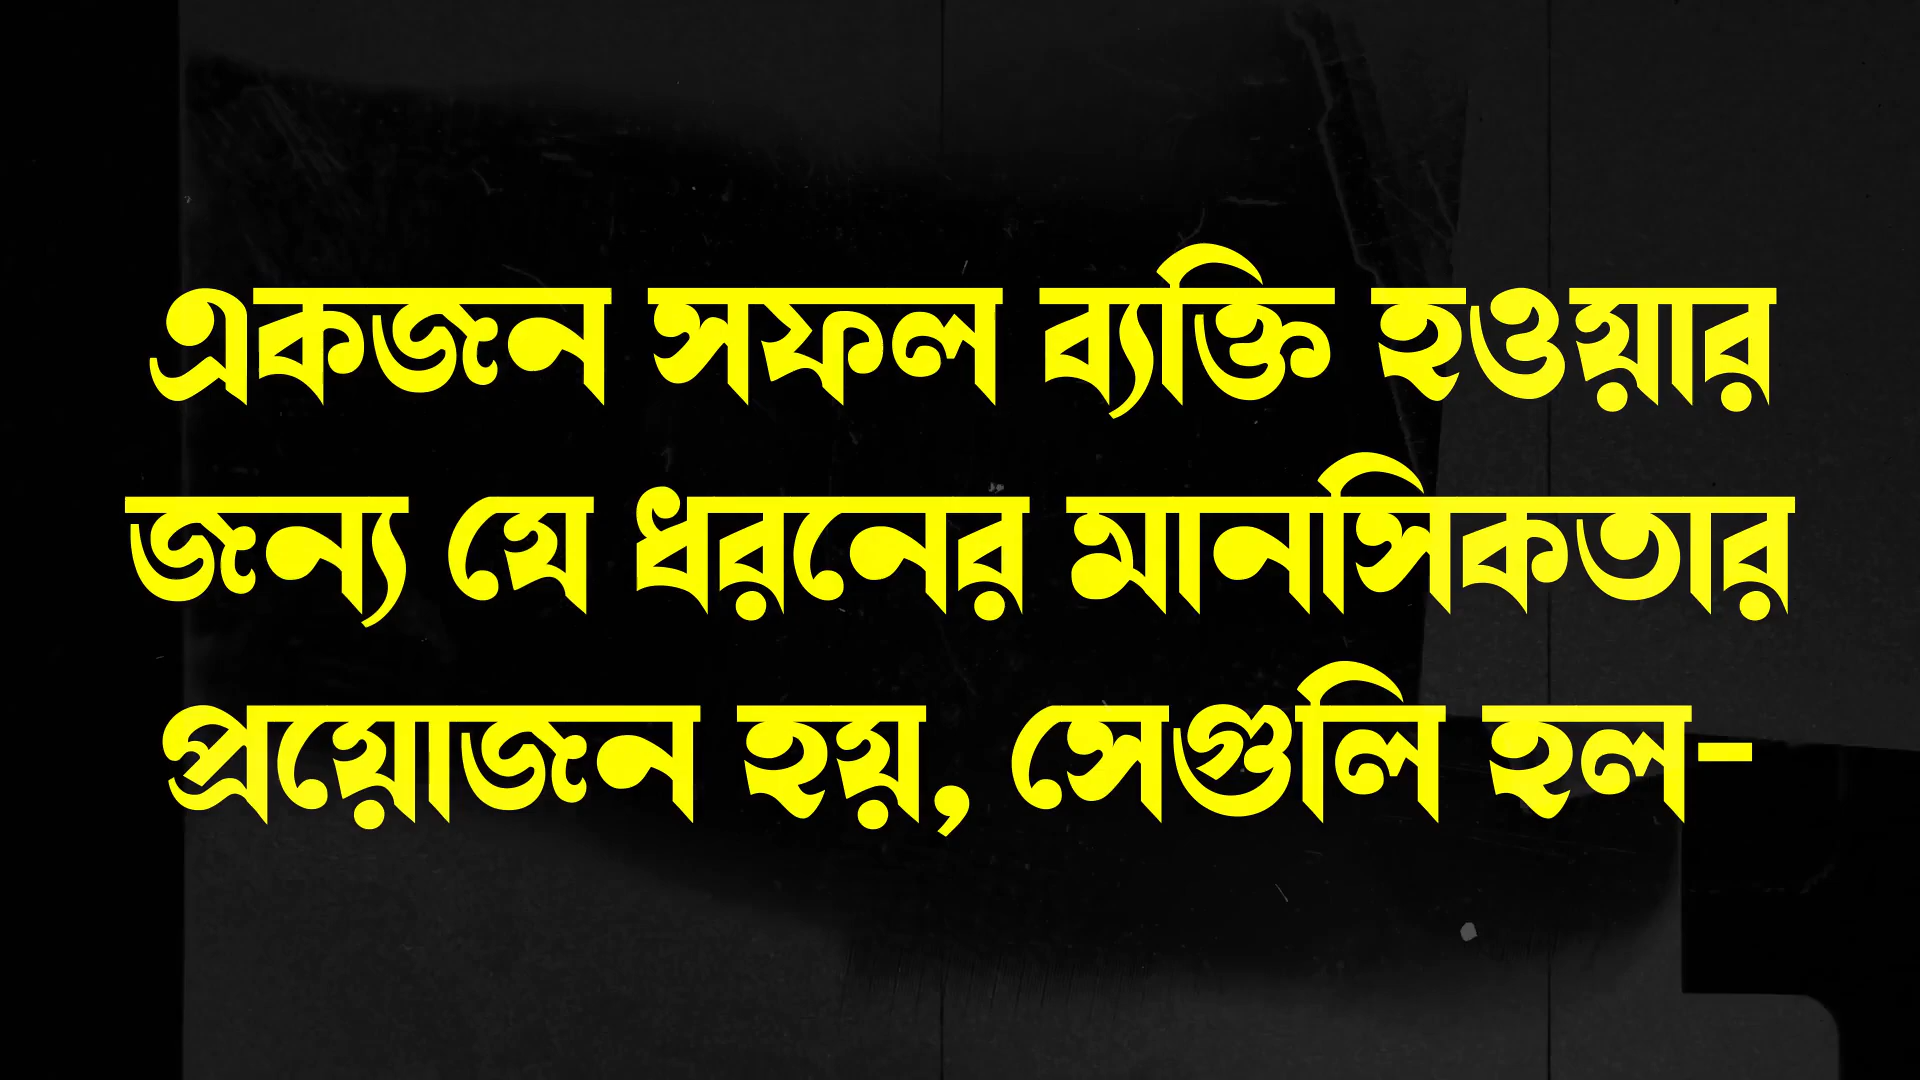 একজন সফল ব্যক্তি হওয়ার
জন্য যে ধরনের মানসিকতার
প্রয়োজন হয়, সেগুলি হল-